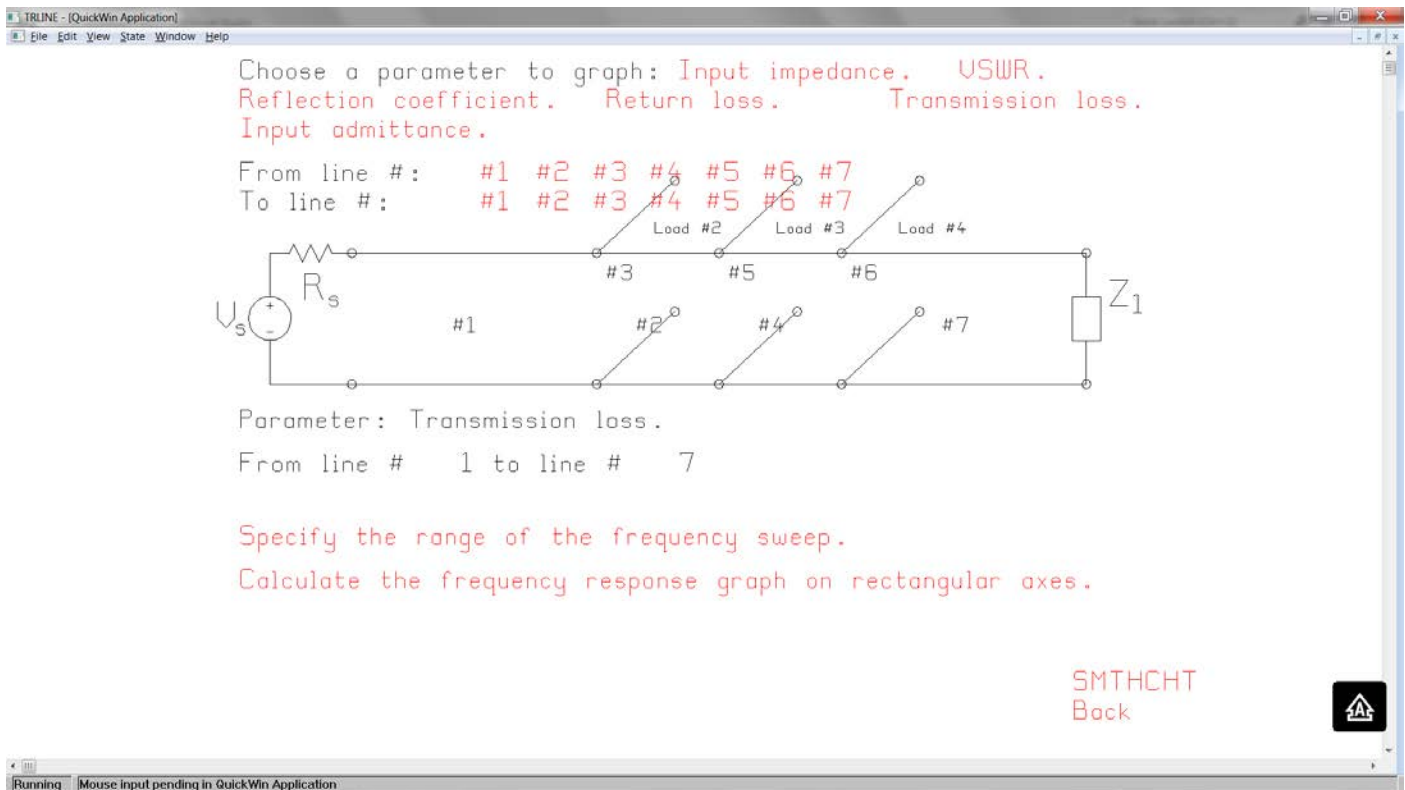 TRLINE - [QuickWin Application]
File Edit View State Window Help
Choose a parameter to graph: Input impedance. VSWR.
Reflection coefficient. Return loss. Transmission loss.
Input admittance.
From line #: #1 #2 #3 #4 #5 #6 #7
To line #: #1 #2 #3 #4 #5 #6 #7
Load #2 Load #3 Load #4
#3 #5 #6
Rs
Z1
Vs
+
-
#1 #2 #4 #7
Parameter: Transmission loss.
From line # 1 to line # 7
Specify the range of the frequency sweep.
Calculate the frequency response graph on rectangular axes.
SMTHCHT
Back
A
Running Mouse input pending in QuickWin Application